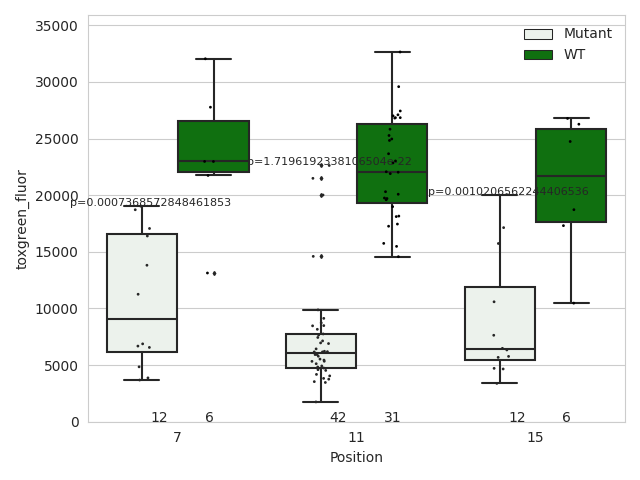 toxgreen_fluor
35000
30000
25000
20000
15000
10000
5000
0
Mutant
WT
p=0.0007368572848461853
p=1.7196192338106504e-22
p=0.0010206562244406536
12 6 42 31 12 6
7 11 15
Position